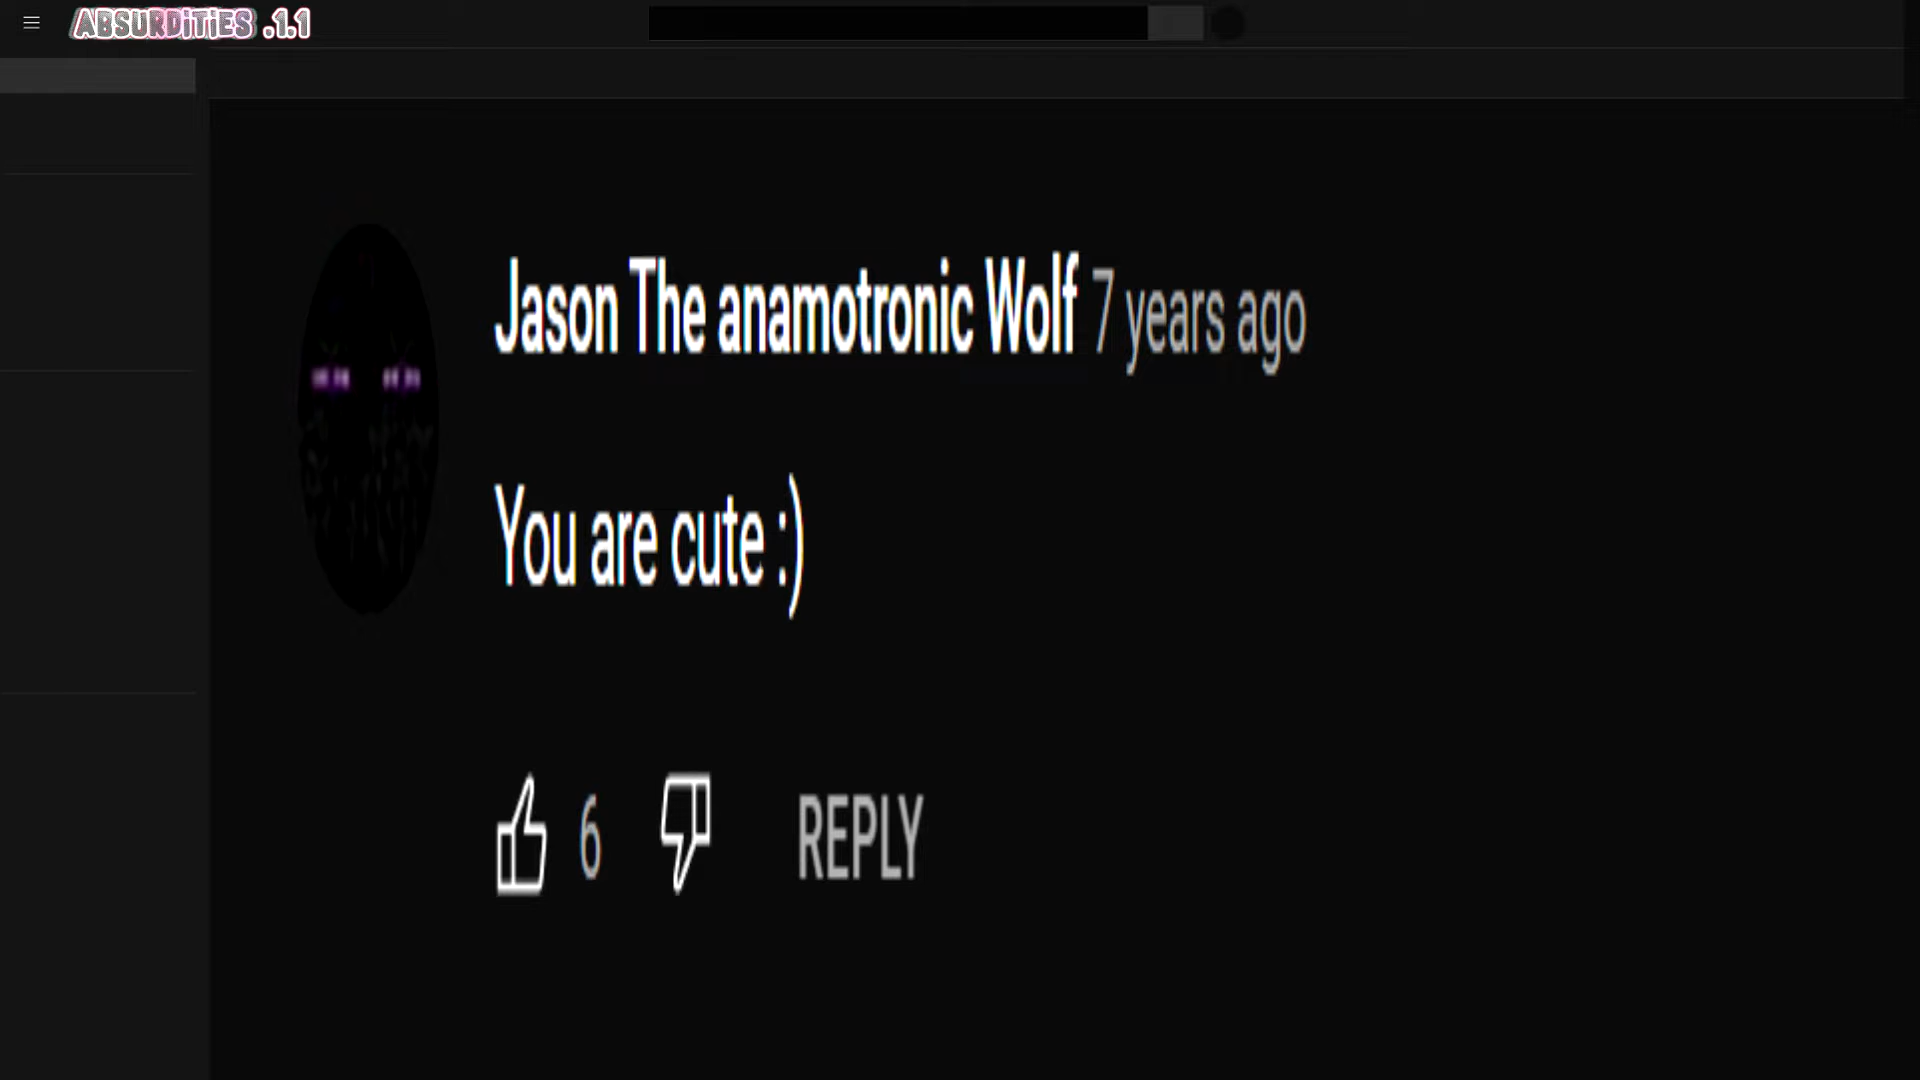 ABSURDiTiES .1.1
Jason The anamotronic Wolf 7 years ago
You are cute :)
6 REPLY